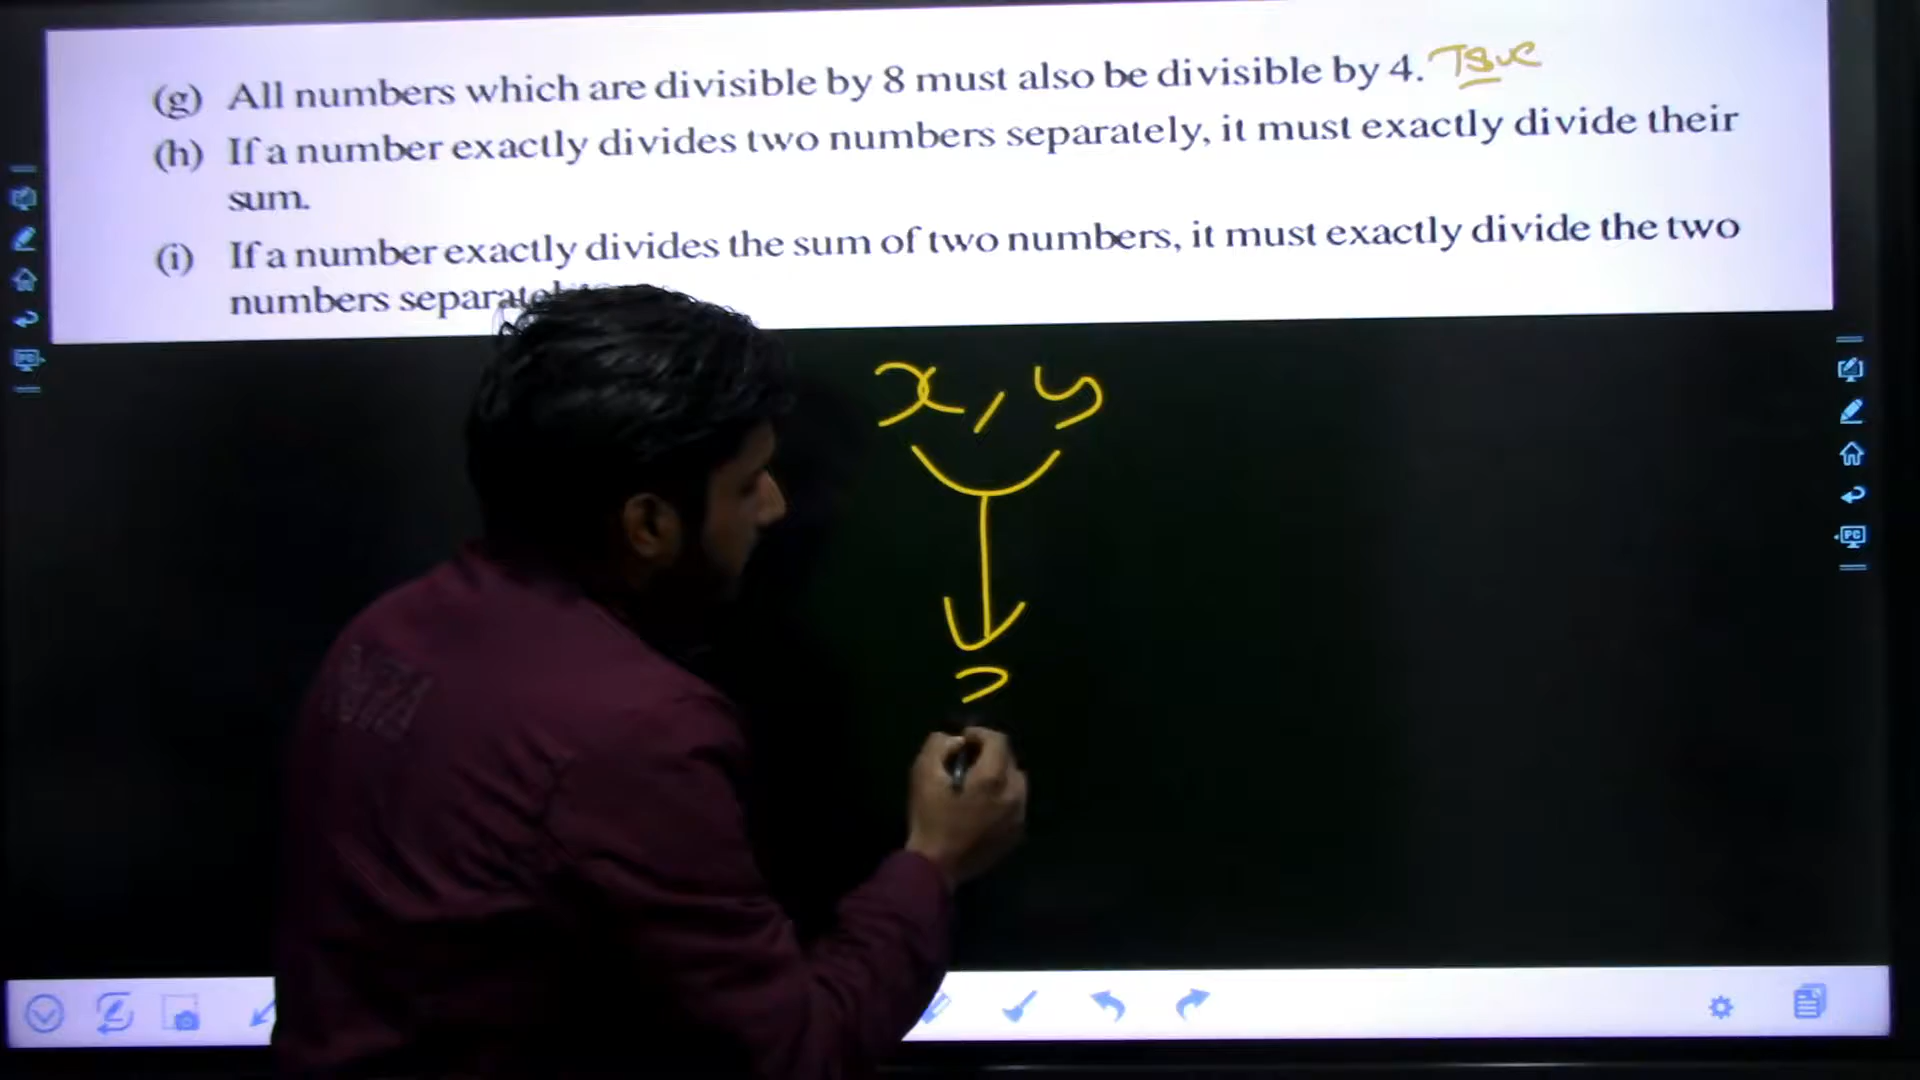 (g) All numbers which are divisible by 8 must also be divisible by 4. True
(h) If a number exactly divides two numbers separately, it must exactly divide their
sum.
(i) If a number exactly divides the sum of two numbers, it must exactly divide the two
numbers
x, y
PC
PC